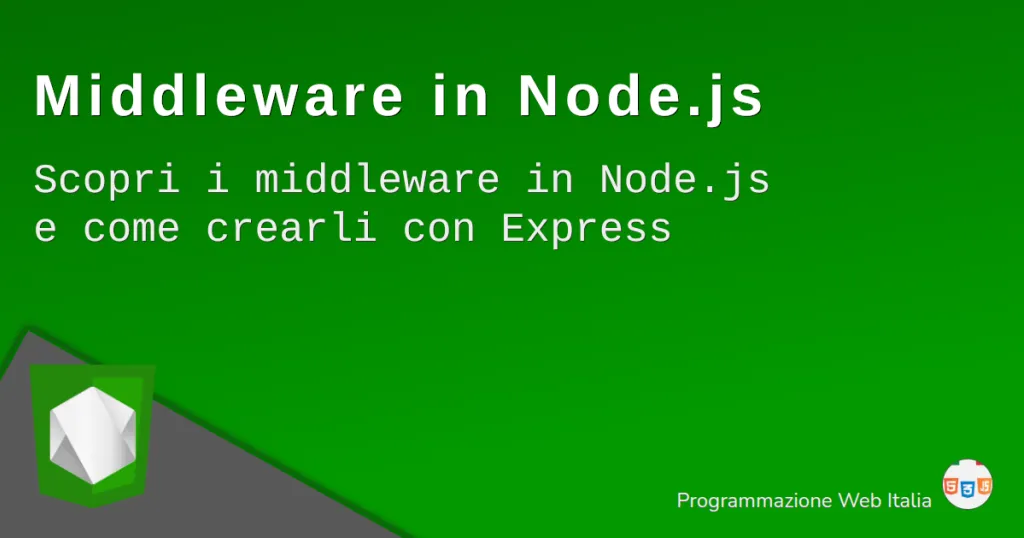 Middleware in Node.js
Scopri i middleware in Node.js
e come crearli con Express
Programmazione Web Italia